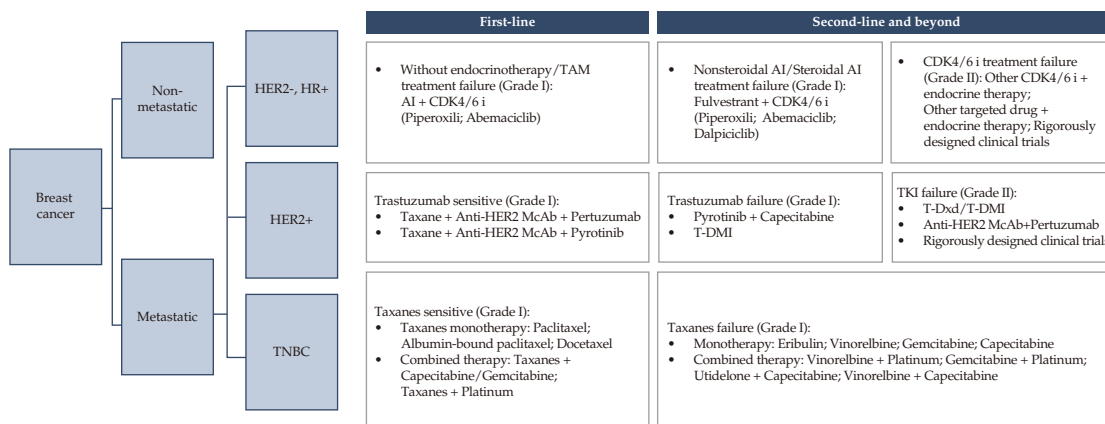 First-line
Second-line and beyond
Breast
cancer
Non-
metastatic
Metastatic
HER2-, HR+
HER2+
TNBC
• Without endocrinotherapy/TAM
treatment failure (Grade I):
AI + CDK4/6 i
(Piperoxili; Abemaciclib)
• Nonsteroidal AI/Steroidal AI
treatment failure (Grade I):
Fulvestrant + CDK4/6 i
(Piperoxili; Abemaciclib;
Dalpiciclib)
• CDK4/6 i treatment failure
(Grade II): Other CDK4/6 i +
endocrine therapy;
Other targeted drug +
endocrine therapy; Rigorously
designed clinical trials
Trastuzumab sensitive (Grade I):
• Taxane + Anti-HER2 McAb + Pertuzumab
• Taxane + Anti-HER2 McAb + Pyrotinib
Trastuzumab failure (Grade I):
• Pyrotinib + Capecitabine
• T-DMI
TKI failure (Grade II):
• T-Dxd/T-DMI
• Anti-HER2 McAb+Pertuzumab
• Rigorously designed clinical trials
Taxanes sensitive (Grade I):
• Taxanes monotherapy: Paclitaxel;
Albumin-bound paclitaxel; Docetaxel
• Combined therapy: Taxanes +
Capecitabine/Gemcitabine;
Taxanes + Platinum
Taxanes failure (Grade I):
• Monotherapy: Eribulin; Vinorelbine; Gemcitabine; Capecitabine
• Combined therapy: Vinorelbine + Platinum; Gemcitabine + Platinum;
Utidelone + Capecitabine; Vinorelbine + Capecitabine